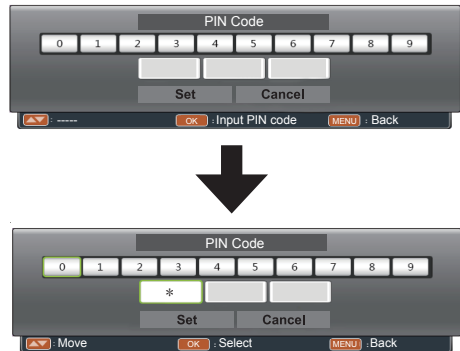 PIN Code
0 1 2 3 4 5 6 7 8 9
Set Cancel
: ----- OK : Input PIN code MENU : Back
PIN Code
0 1 2 3 4 5 6 7 8 9
*
Set Cancel
: Move OK : Select MENU : Back